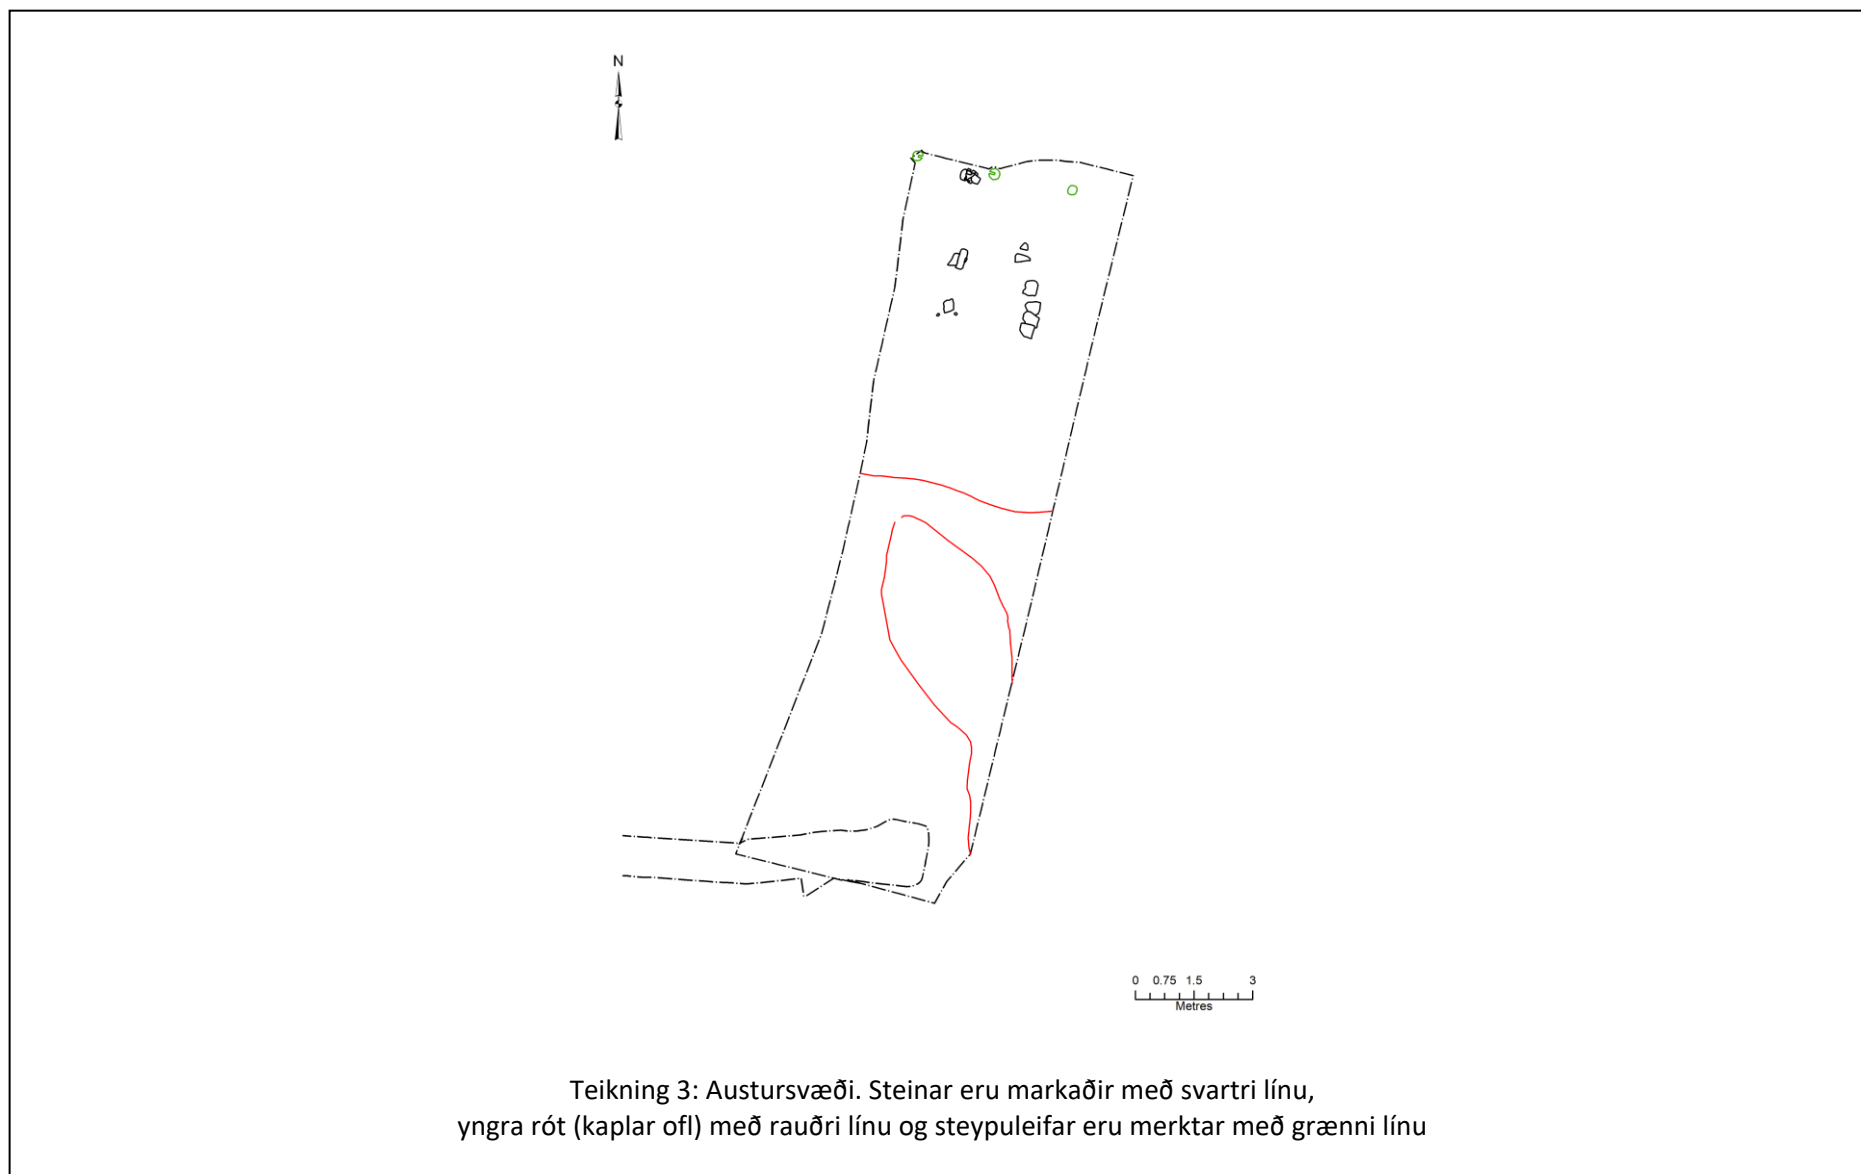 N
0 0.75 1.5 3
Metres
Teikning 3: Austursvæði. Steinar eru markaðir með svartri línu,
yngra rót (kaplar ofl) með rauðri línu og steypuleifar eru merktar með grænni línu